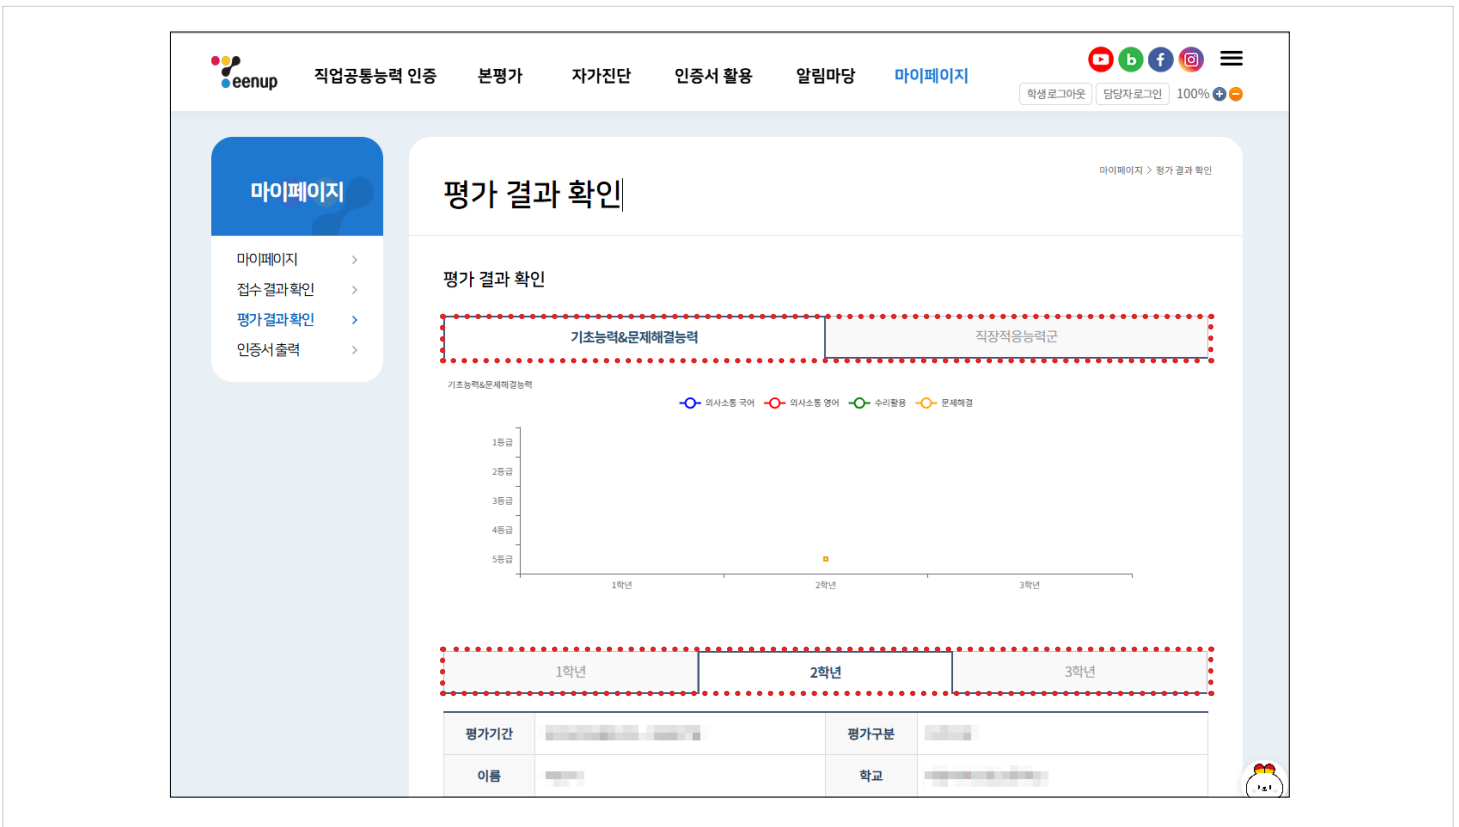 eenup
직업공통능력 인증 본평가 자가진단 인증서 활용 알림마당 마이페이지
학생로그아웃 담당자로그인 100%
마이페이지
마이페이지
접수결과확인
평가결과확인
인증서출력
마이페이지 > 평가 결과 확인
평가 결과 확인
평가 결과 확인
기초능력&문제해결능력 직장적응능력군
기초능력&문제해결능력
의사소통 국어 의사소통 영어 수리활용 문제해결
1등급
2등급
3등급
4등급
5등급
1학년 2학년 3학년
1학년 2학년 3학년
평가기간 평가구분
이름 학교